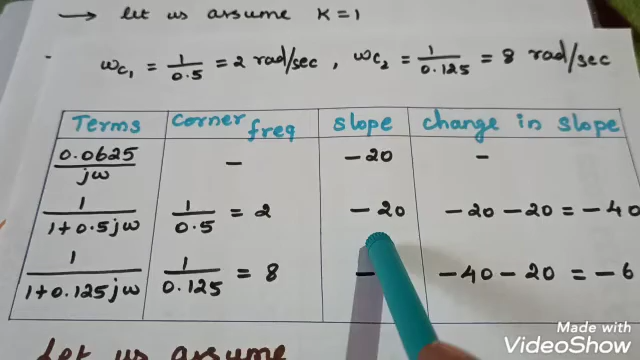 → let us assume K=1
ωc₁ = 1/0.5 = 2 rad/sec , ωc₂ = 1/0.125 = 8 rad/sec
Terms | corner freq | slope | change in slope
0.0625/jω | - | -20 | -
1/(1+0.5jω) | 1/0.5 = 2 | -20 | -20-20 = -40
1/(1+0.125jω) | 1/0.125 = 8 | - | -40-20 = -6
Let us assume
Made with
VideoShow